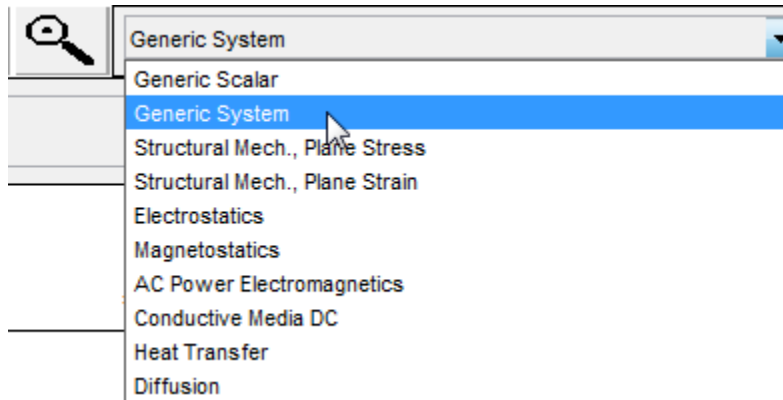 Generic System
Generic Scalar
Generic System
Structural Mech., Plane Stress
Structural Mech., Plane Strain
Electrostatics
Magnetostatics
AC Power Electromagnetics
Conductive Media DC
Heat Transfer
Diffusion